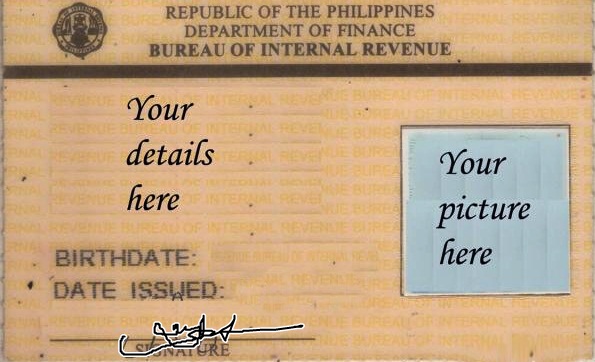 REPUBLIC OF THE PHILIPPINES
DEPARTMENT OF FINANCE
BUREAU OF INTERNAL REVENUE
Your
details
here
Your
picture
here
BIRTHDATE:
DATE ISSUED:
SIGNATURE